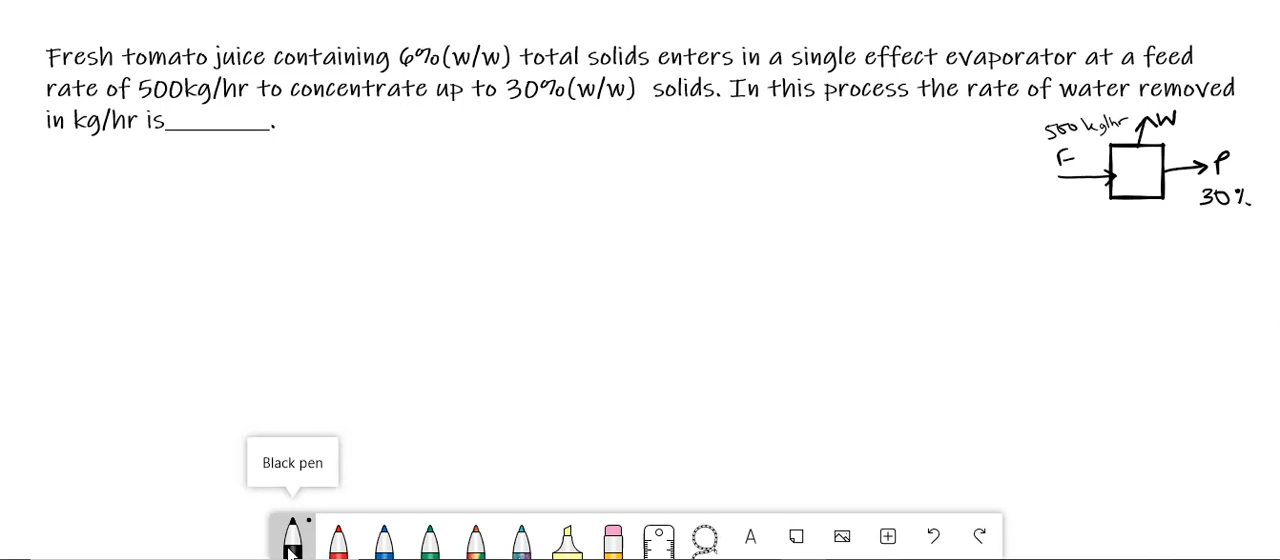 Fresh tomato juice containing 6%(w/w) total solids enters in a single effect evaporator at a feed
rate of 500kg/hr to concentrate up to 30%(w/w) solids. In this process the rate of water removed
in kg/hr is_________.
500 kg/hr W
F
P
30%
Black pen
A